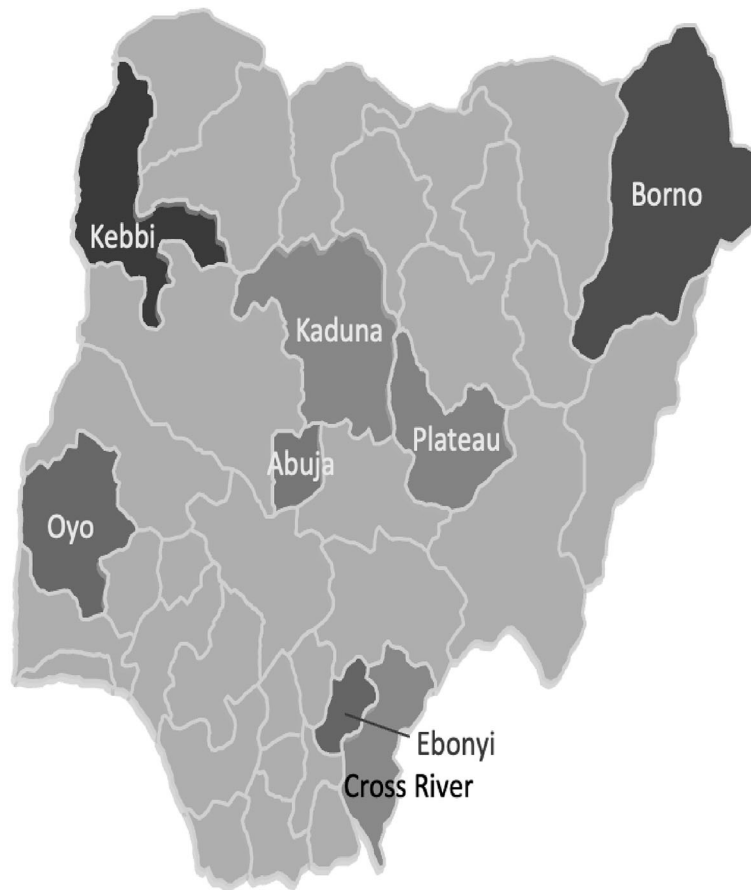 Borno
Kebbi
Kaduna
Plateau
Abuja
Oyo
Ebonyi
Cross River